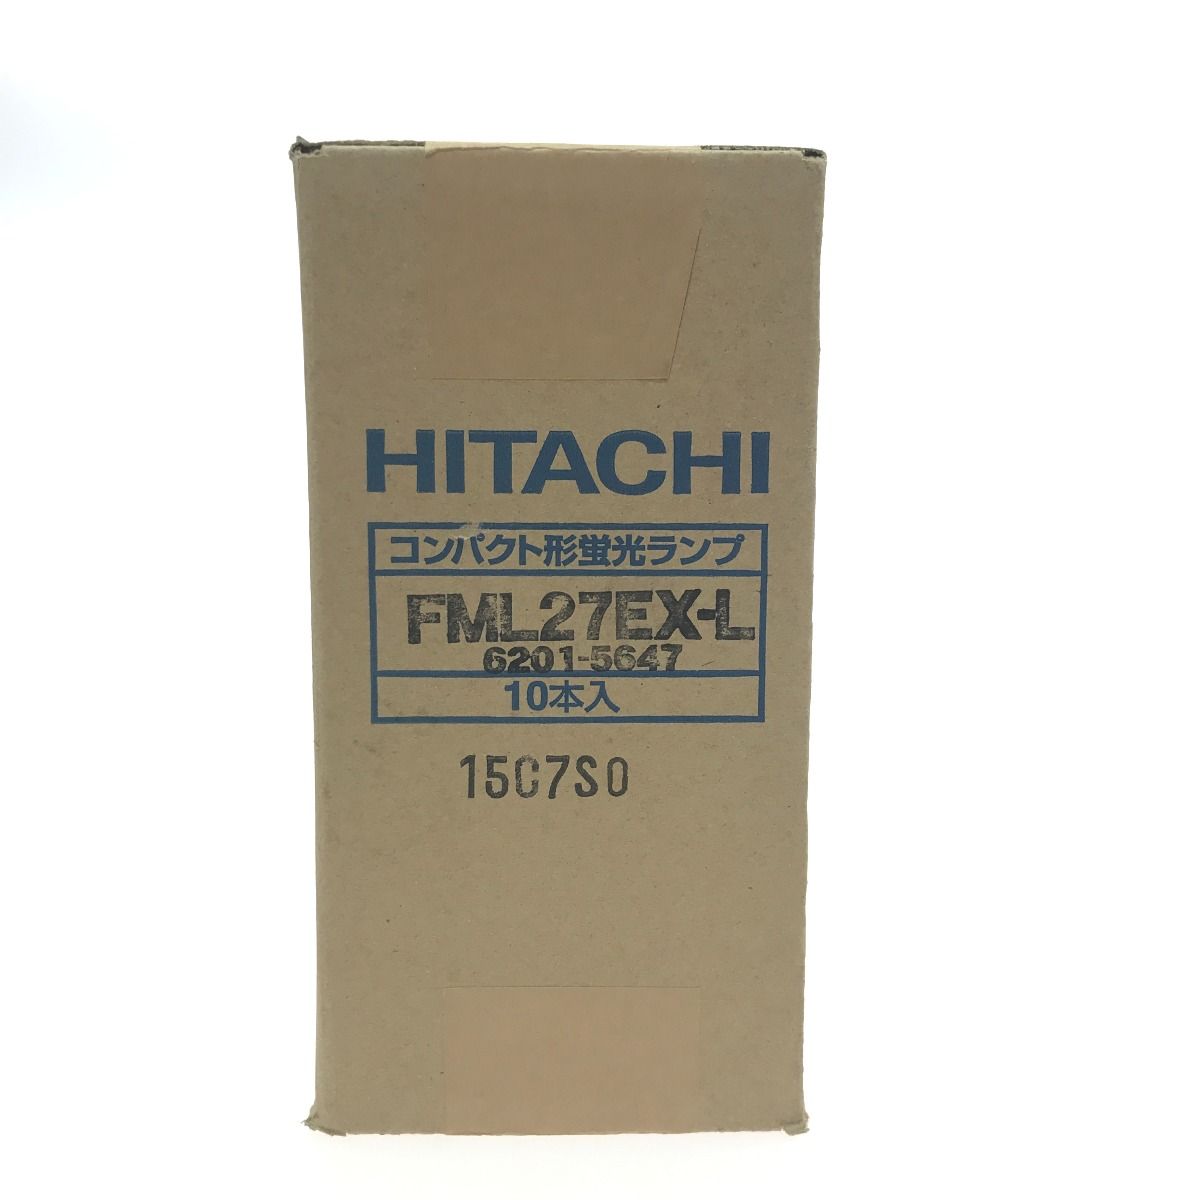 HITACHI
コンパクト形蛍光ランプ
FML27EX-L
6201-5647
10本入
15C7S0